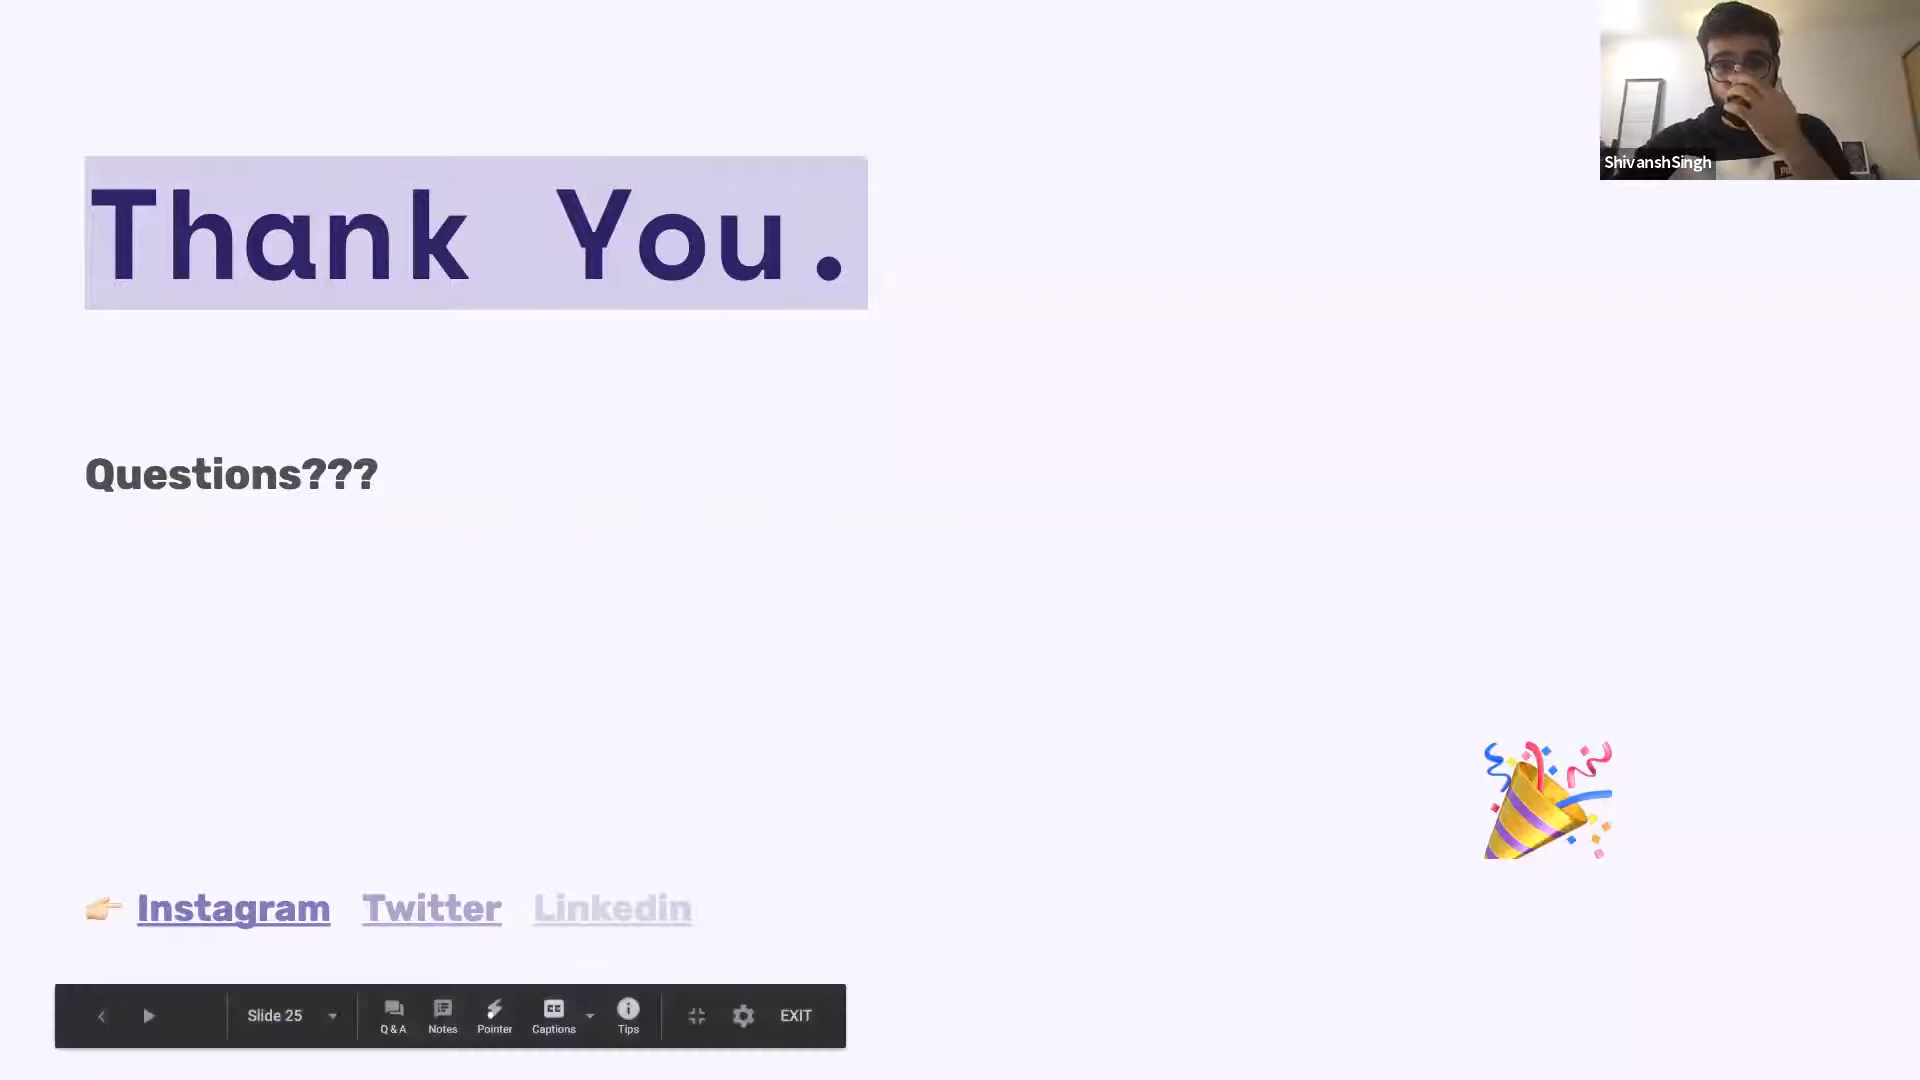 ShivanshSingh
Thank You.
Questions???
Instagram Twitter Linkedin
Slide 25
Q & A Notes Pointer Captions Tips EXIT